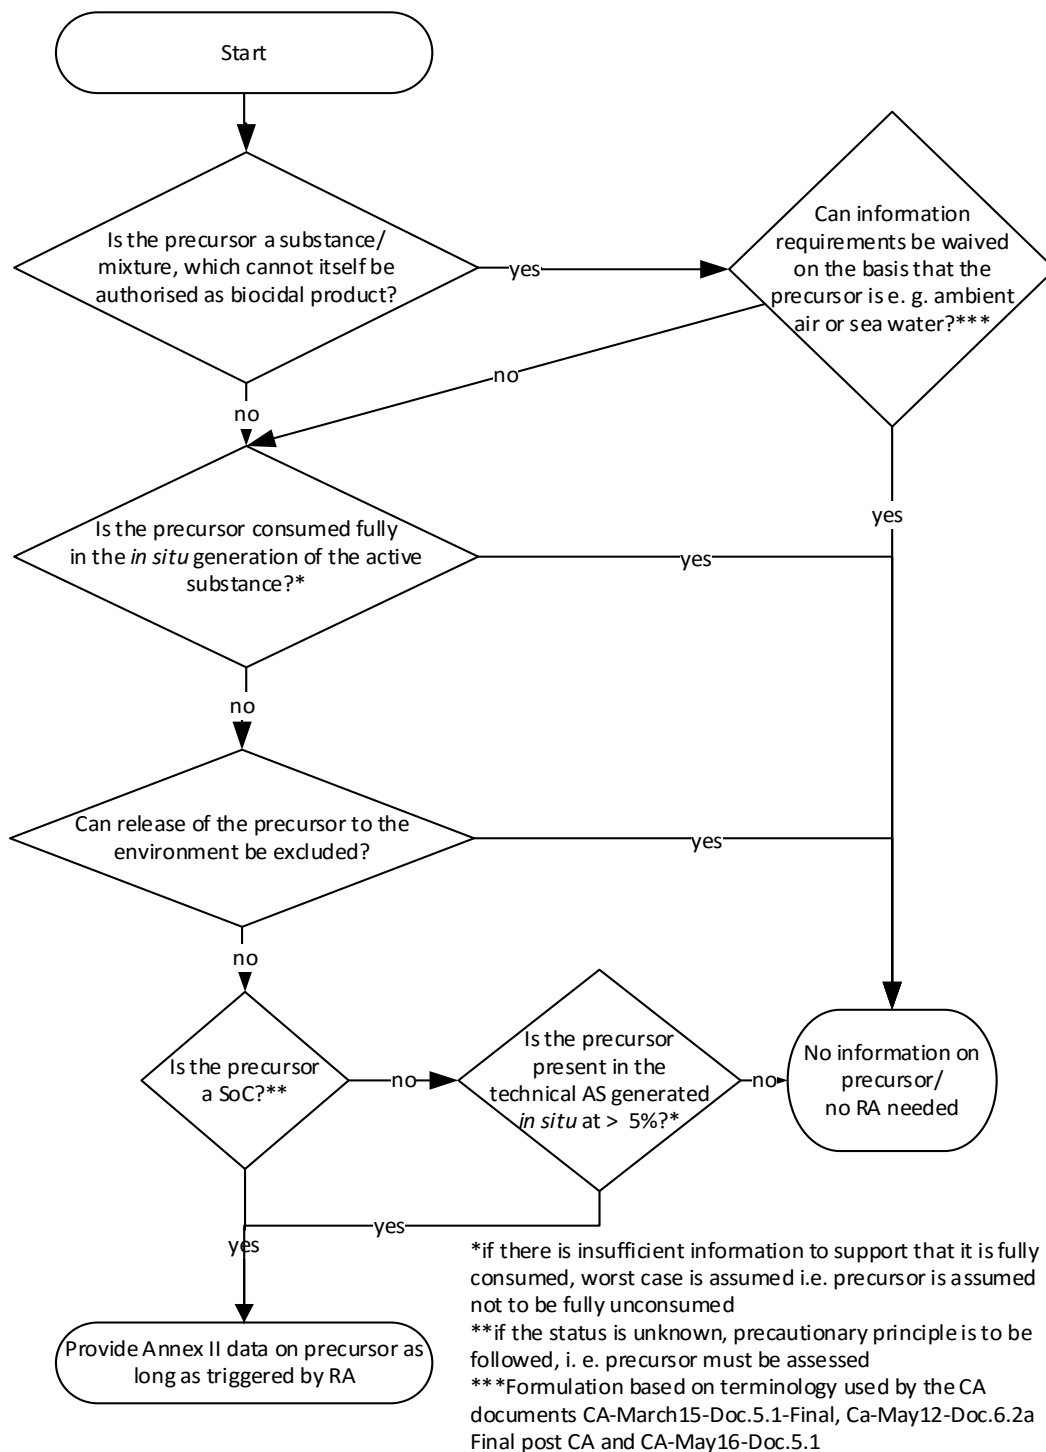 Start
Is the precursor a substance/
mixture, which cannot itself be
authorised as biocidal product?
yes
Can information
requirements be waived
on the basis that the
precursor is e. g. ambient
air or sea water?***
no
no
yes
Is the precursor consumed fully
in the in situ generation of the active
substance?*
yes
no
Can release of the precursor to the
environment be excluded?
yes
no
Is the precursor
a SoC?**
no
Is the precursor
present in the
technical AS generated
in situ at > 5%?*
no
No information on
precursor/
no RA needed
yes
yes
Provide Annex II data on precursor as
long as triggered by RA
*if there is insufficient information to support that it is fully
consumed, worst case is assumed i.e. precursor is assumed
not to be fully unconsumed
**if the status is unknown, precautionary principle is to be
followed, i. e. precursor must be assessed
***Formulation based on terminology used by the CA
documents CA-March15-Doc.5.1-Final, Ca-May12-Doc.6.2a
Final post CA and CA-May16-Doc.5.1